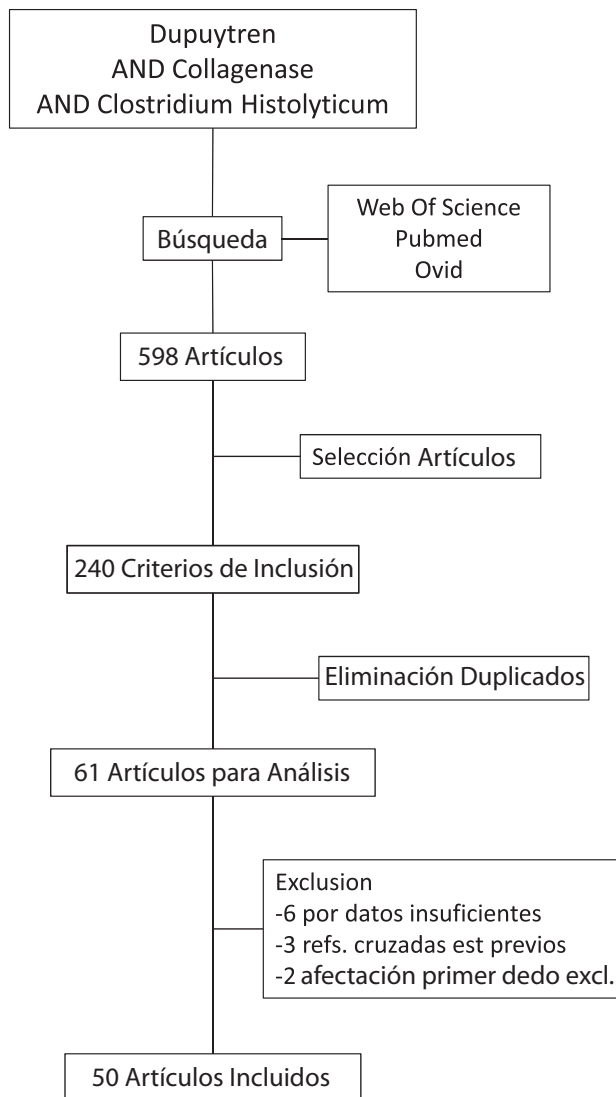 Dupuytren
AND Collagenase
AND Clostridium Histolyticum
Búsqueda
Web Of Science
Pubmed
Ovid
598 Artículos
Selección Artículos
240 Criterios de Inclusión
Eliminación Duplicados
61 Artículos para Análisis
Exclusion
-6 por datos insuficientes
-3 refs. cruzadas est previos
-2 afectación primer dedo excl.
50 Artículos Incluidos